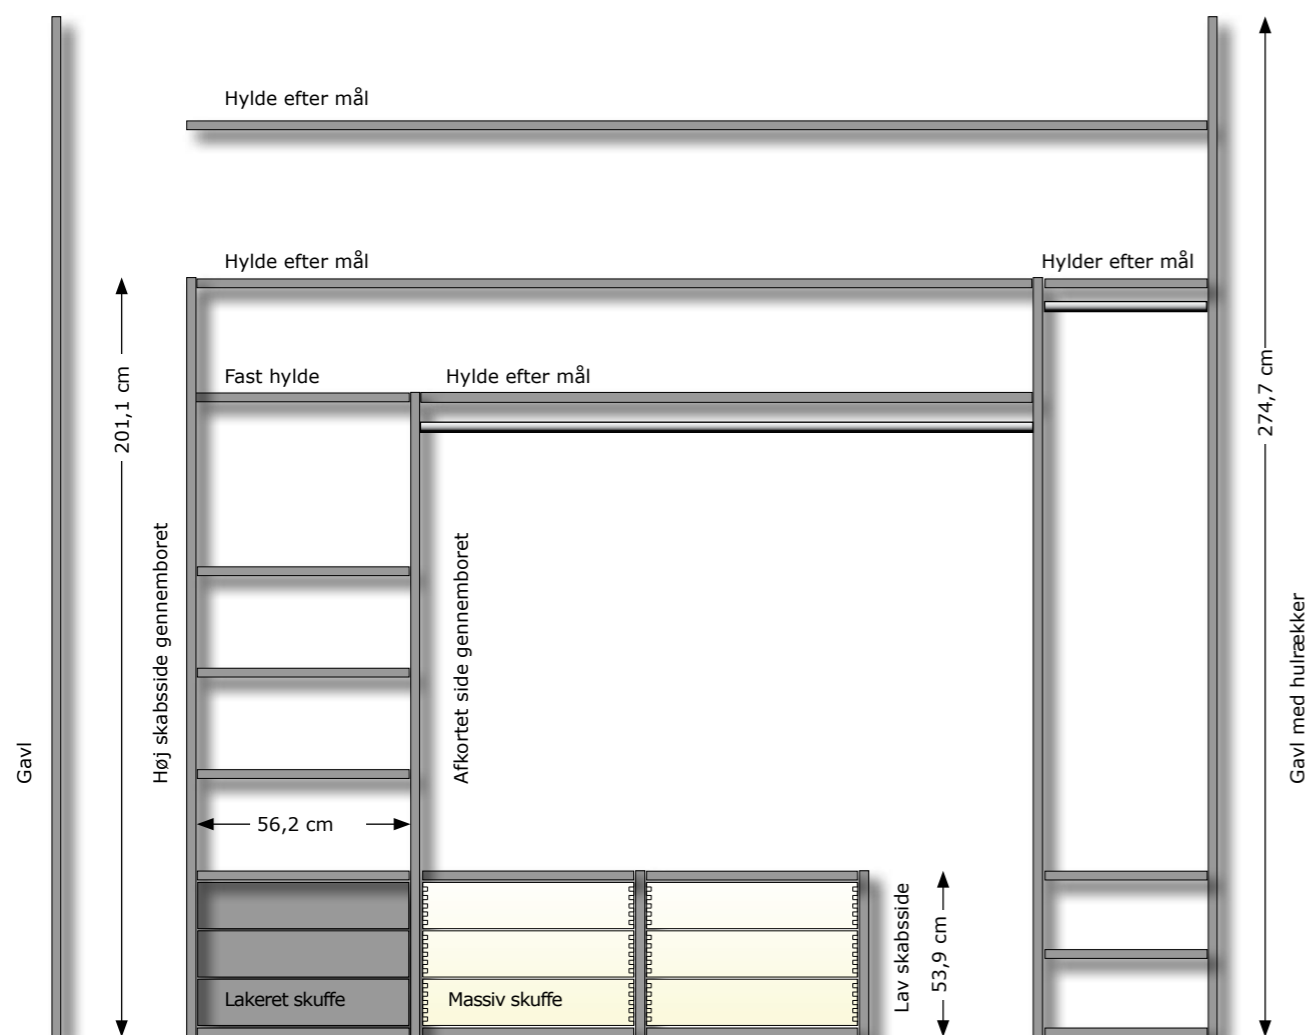 Hylde efter mål
Hylde efter mål
Hylder efter mål
Fast hylde
Hylde efter mål
201,1 cm
274,7 cm
Høj skabsside gennemboret
Afkortet side gennemboret
Gavl
Gavl med hulrækker
56,2 cm
Lav skabsside
53,9 cm
Lakeret skuffe
Massiv skuffe